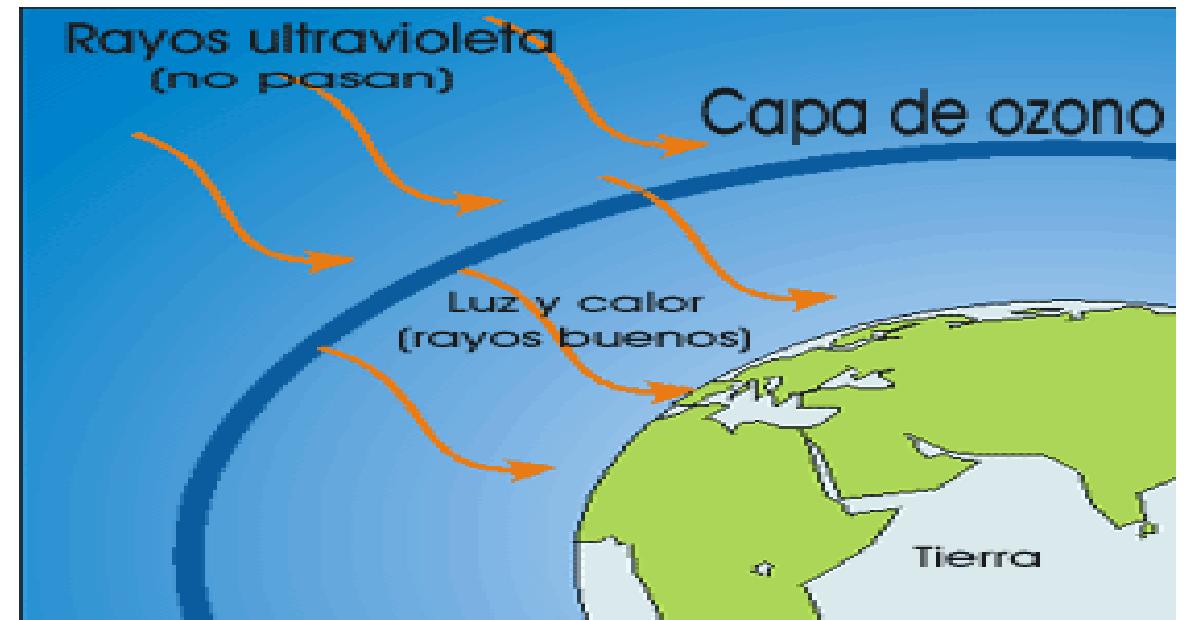 Rayos ultravioleta
(no pasan)
Capa de ozono
Luz y calor
(rayos buenos)
Tierra